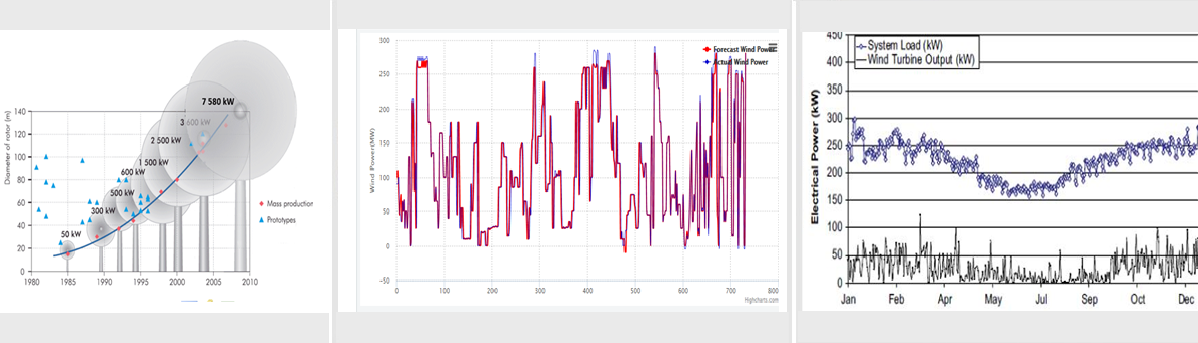 7 580 kW
3 600 kW
2 500 kW
1 500 kW
600 kW
500 kW
300 kW
50 kW
Diameter of rotor (m)
140
120
100
80
60
40
20
0
1980 1985 1990 1995 2000 2005 2010
Mass production
Prototypes
Forecast Wind Power
Actual Wind Power
Wind Power(MW)
300
250
200
150
100
50
0
-50
0 100 200 300 400 500 600 700 800
Highcharts.com
System Load (kW)
Wind Turbine Output (kW)
Electrical Power (kW)
450
400
350
300
250
200
150
100
50
0
Jan Feb Apr May Jul Sep Oct Dec